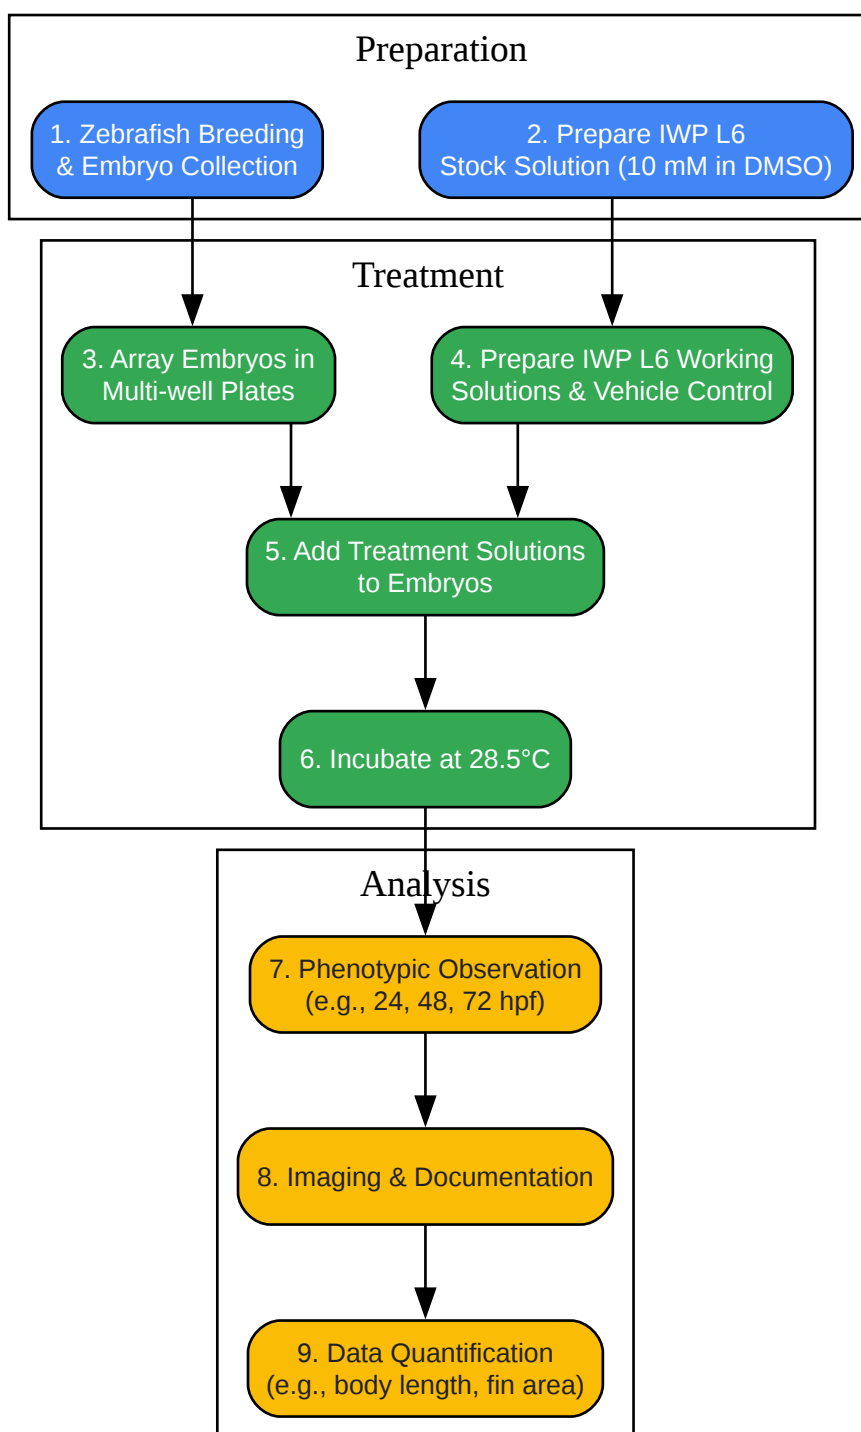 Preparation
1. Zebrafish Breeding
& Embryo Collection
2. Prepare IWP L6
Stock Solution (10 mM in DMSO)
Treatment
3. Array Embryos in
Multi-well Plates
4. Prepare IWP L6 Working
Solutions & Vehicle Control
5. Add Treatment Solutions
to Embryos
6. Incubate at 28.5°C
Analysis
7. Phenotypic Observation
(e.g., 24, 48, 72 hpf)
8. Imaging & Documentation
9. Data Quantification
(e.g., body length, fin area)